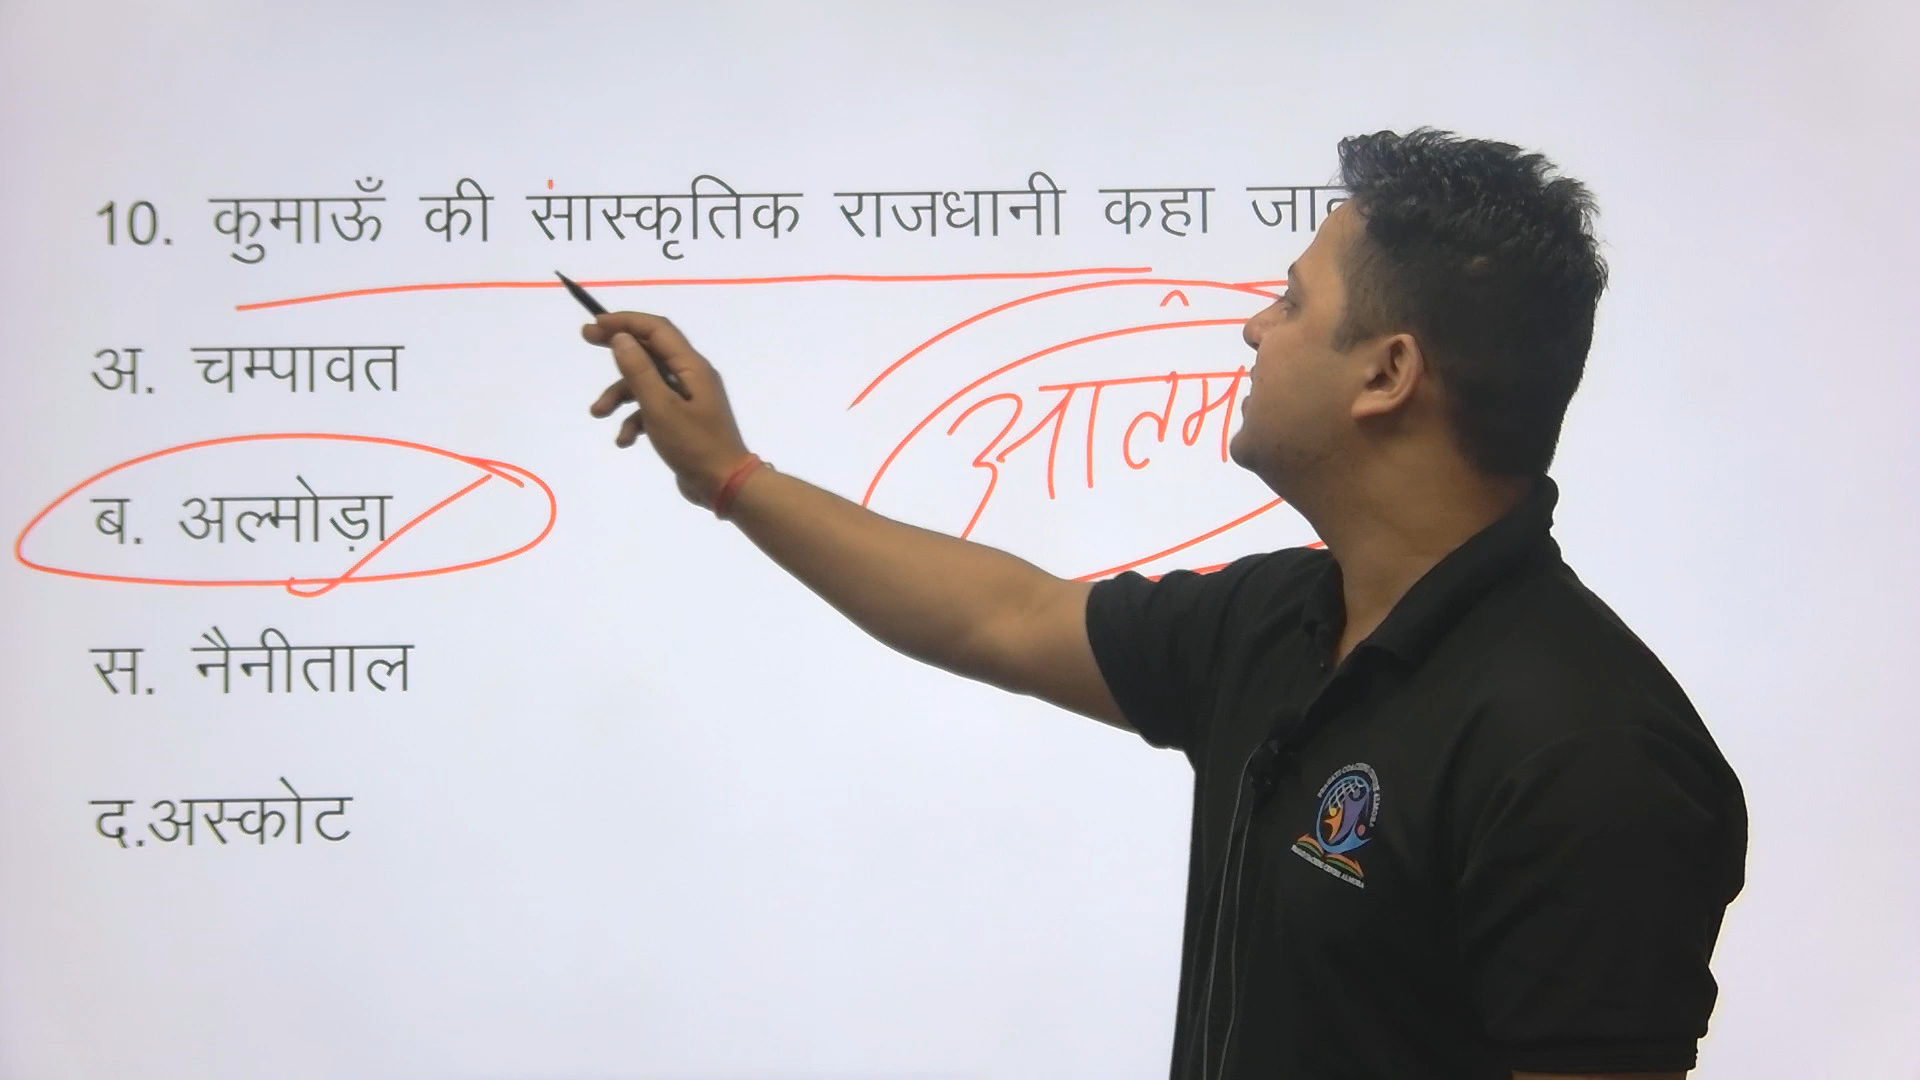 10. कुमाऊँ की सांस्कृतिक राजधानी कहा
अ. चम्पावत
ब. अल्मोड़ा
स. नैनीताल
द.अस्कोट